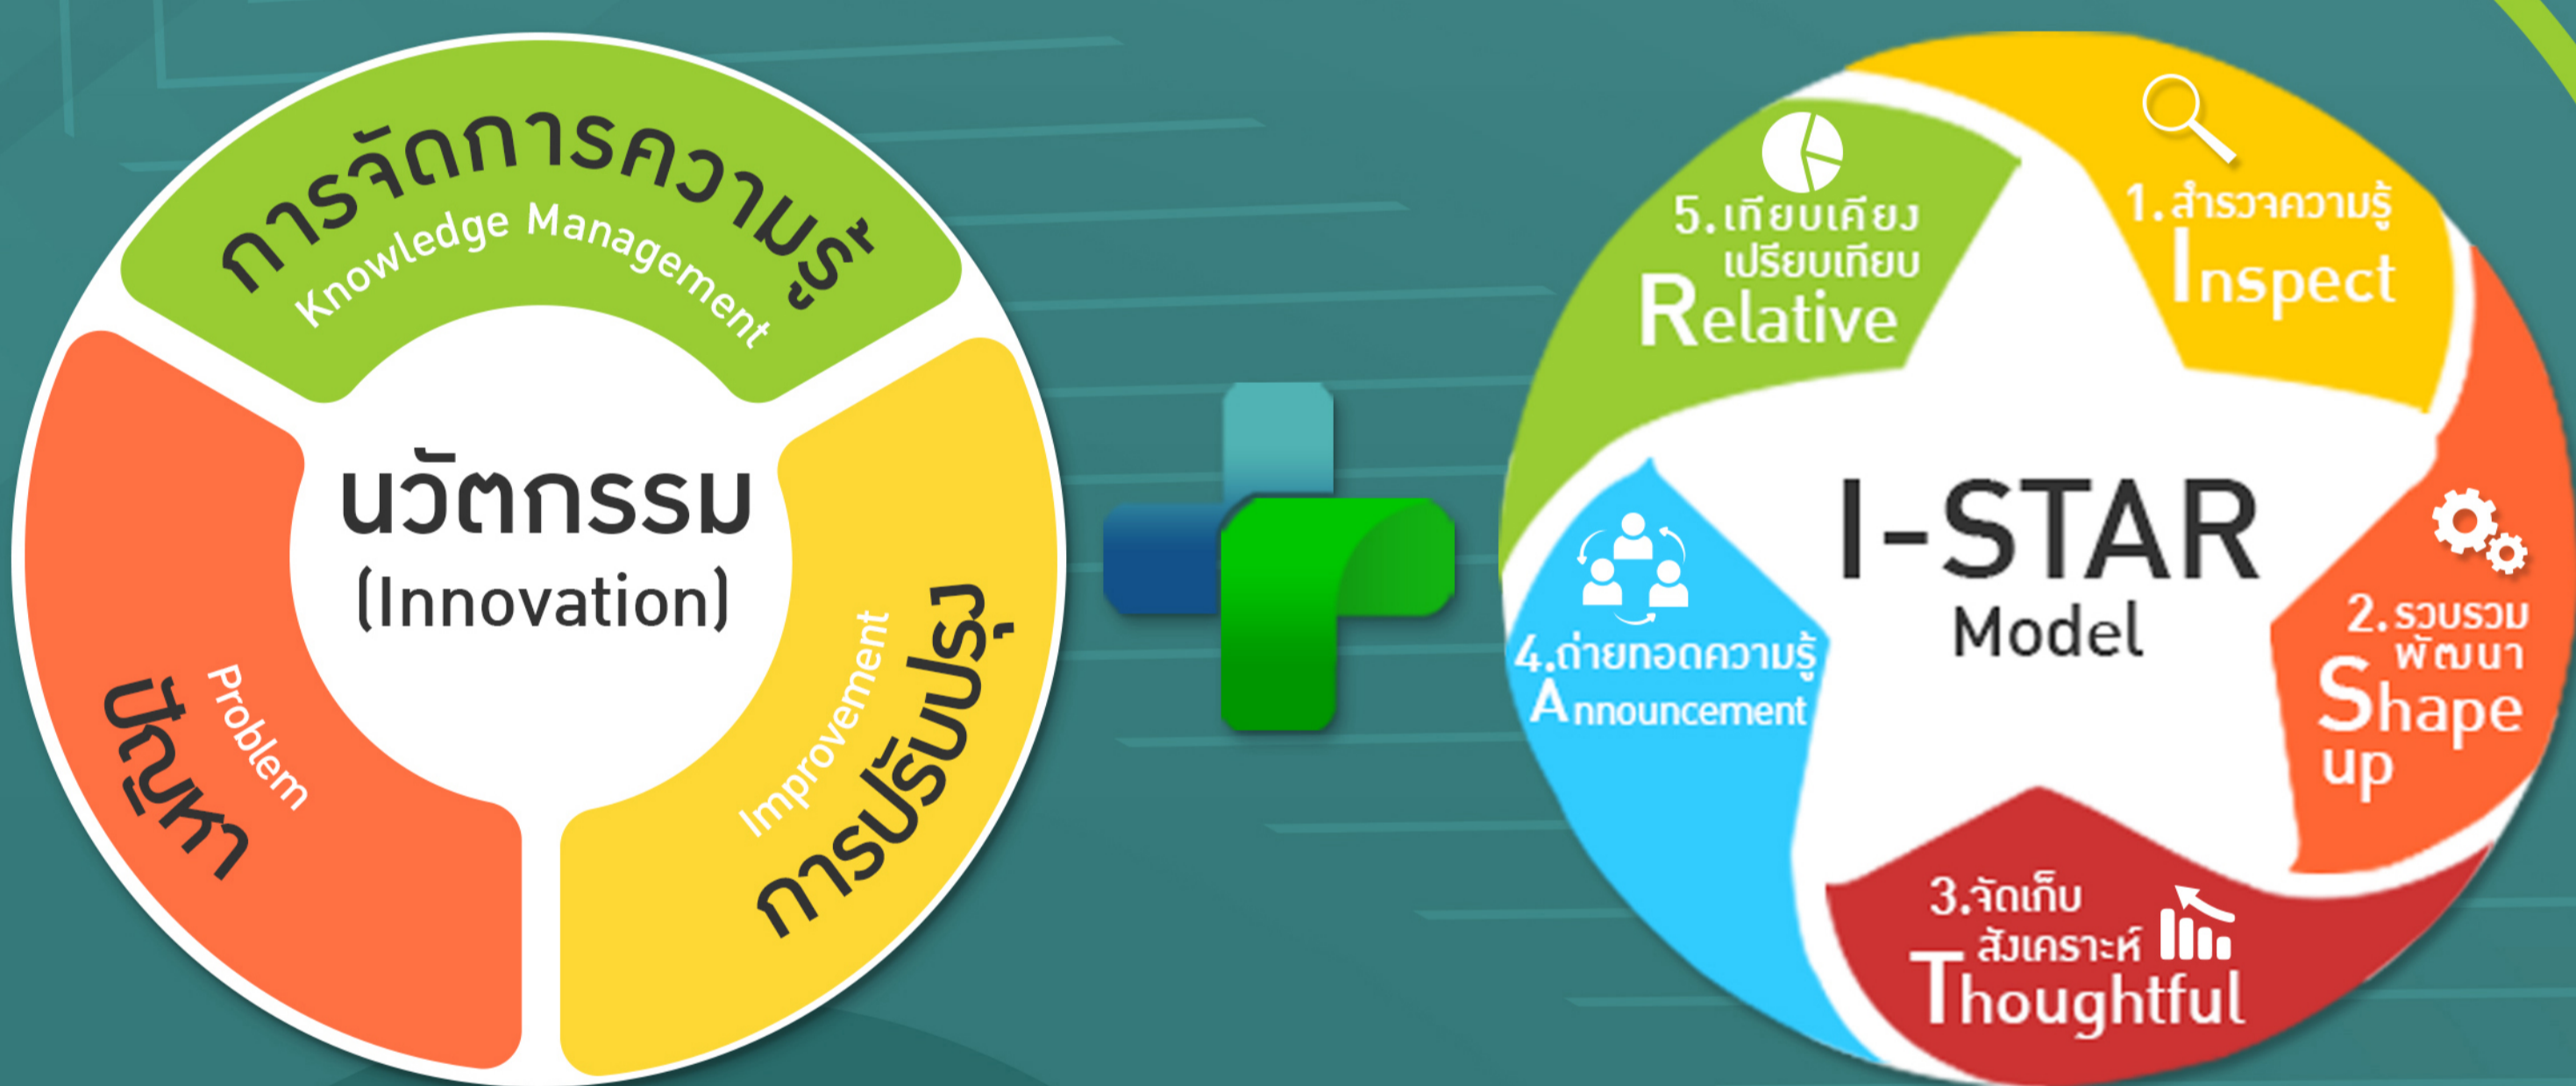 การจัดการความรู้
Knowledge Management
นวัตกรรม
(Innovation)
ปัญหา
Problem
Improvement
การปรับปรุง
I-STAR
Model
1. สำรวจความรู้
Inspect
2. รวบรวม
พัฒนา
Shape
up
3.จัดเก็บ
สังเคราะห์
Thoughtful
4.ถ่ายทอดความรู้
Announcement
5. เทียบเคียง
เปรียบเทียบ
Relative